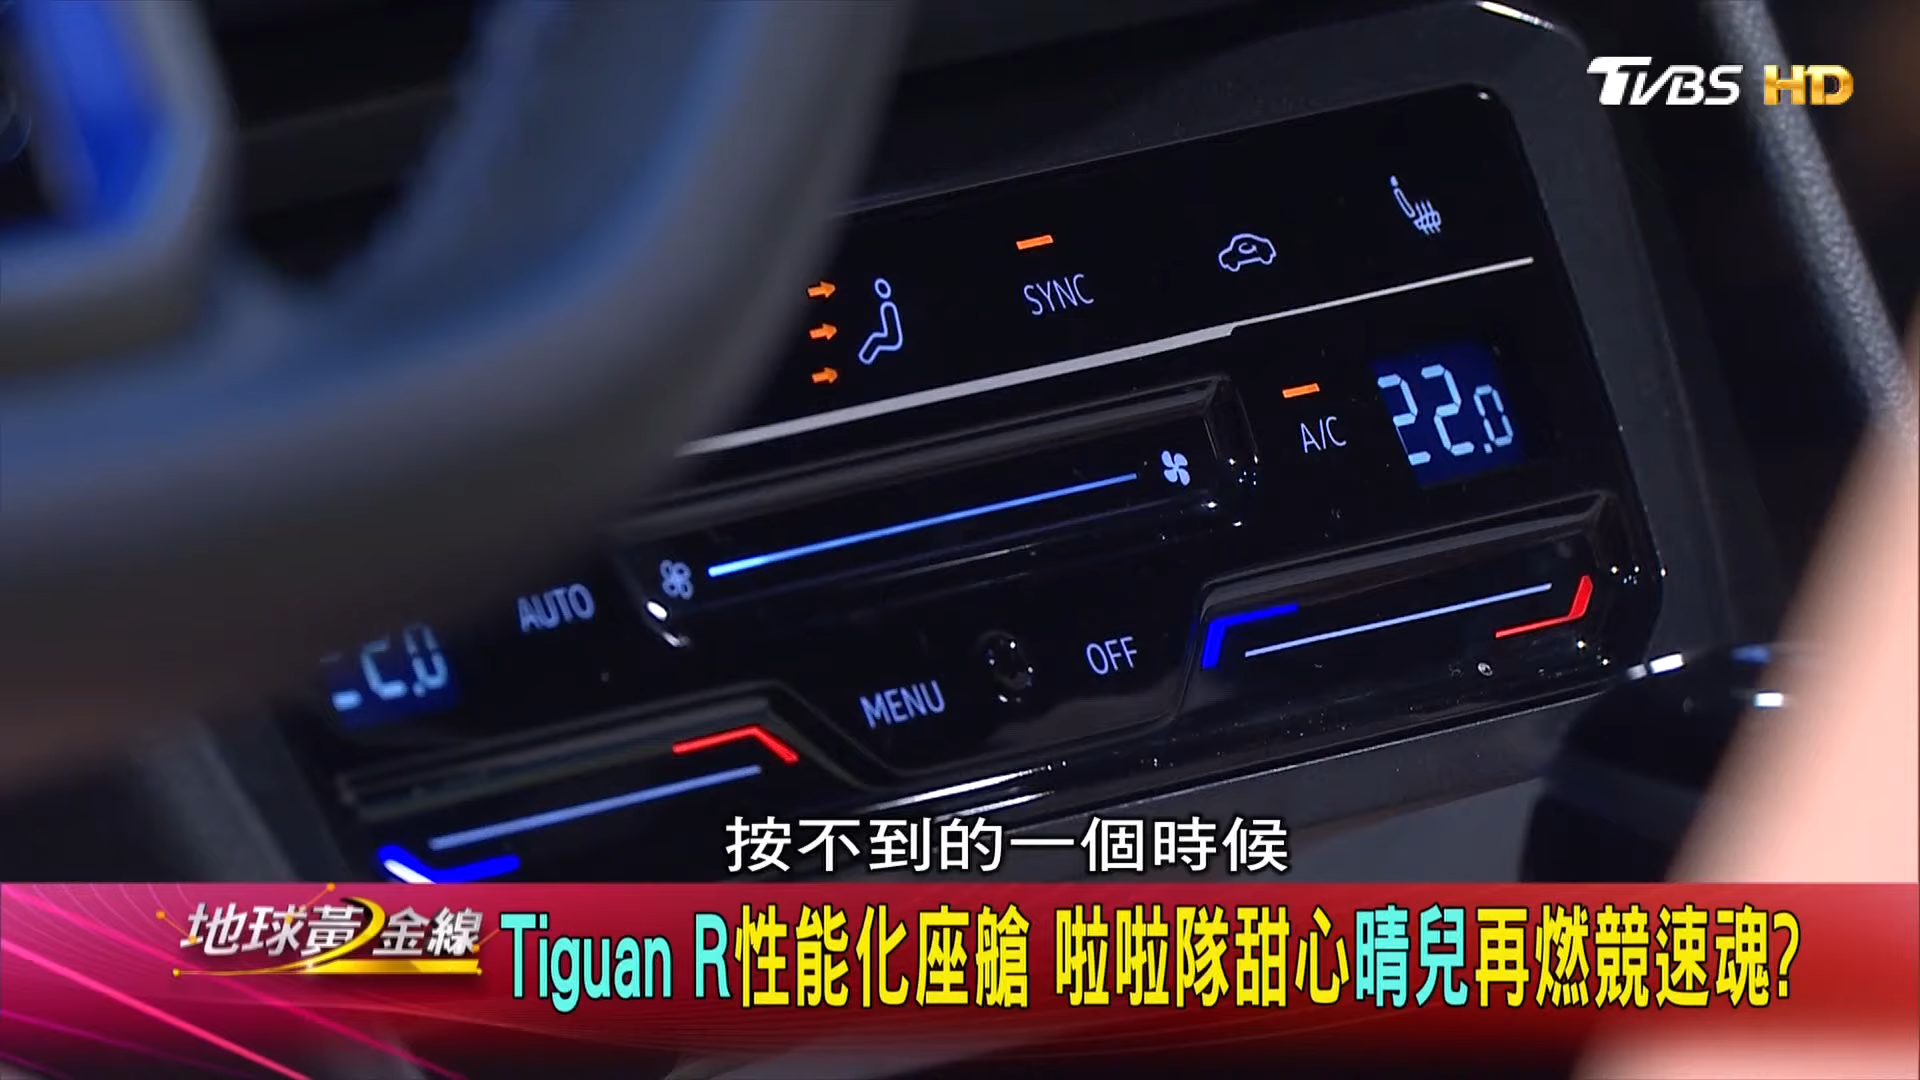 TVBS HD
SYNC
A/C
22.0
AUTO
OFF
MENU
按不到的一個時候
地球黃金線
Tiguan R性能化座艙 啦啦隊甜心晴兒再燃競速魂?